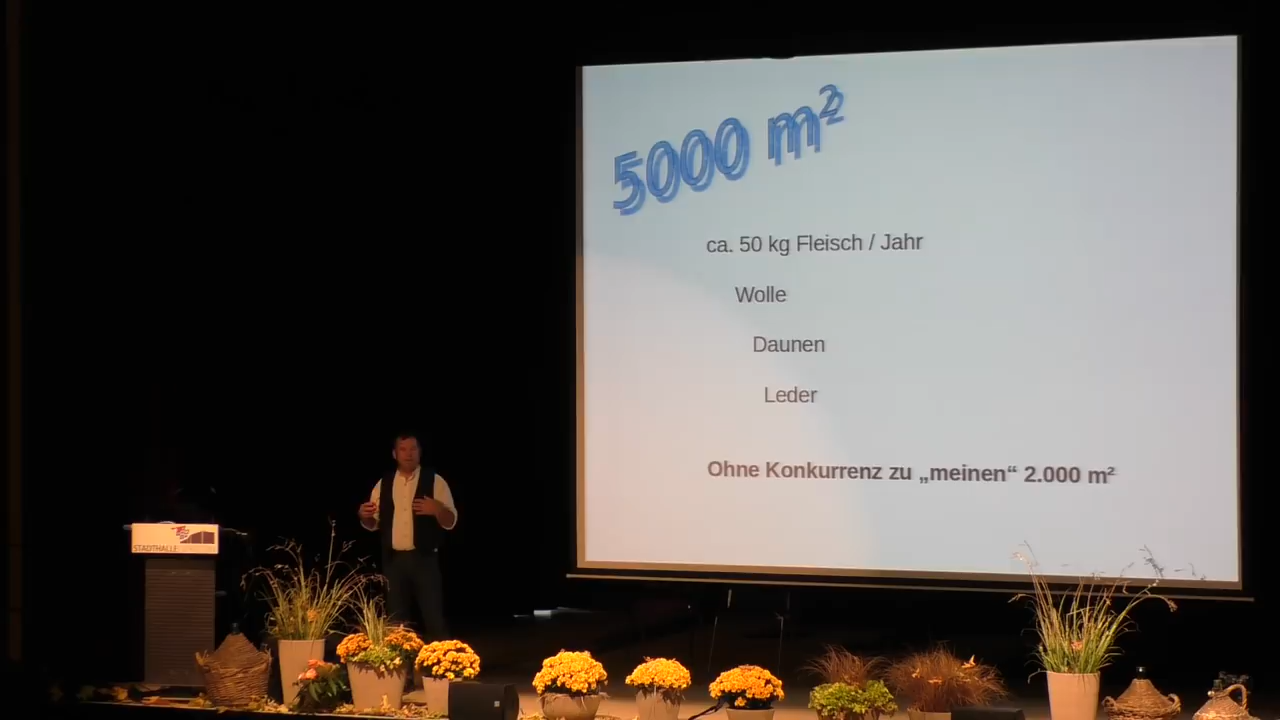 5000 m²
ca. 50 kg Fleisch / Jahr
Wolle
Daunen
Leder
Ohne Konkurrenz zu „meinen“ 2.000 m²
STADTHALLE